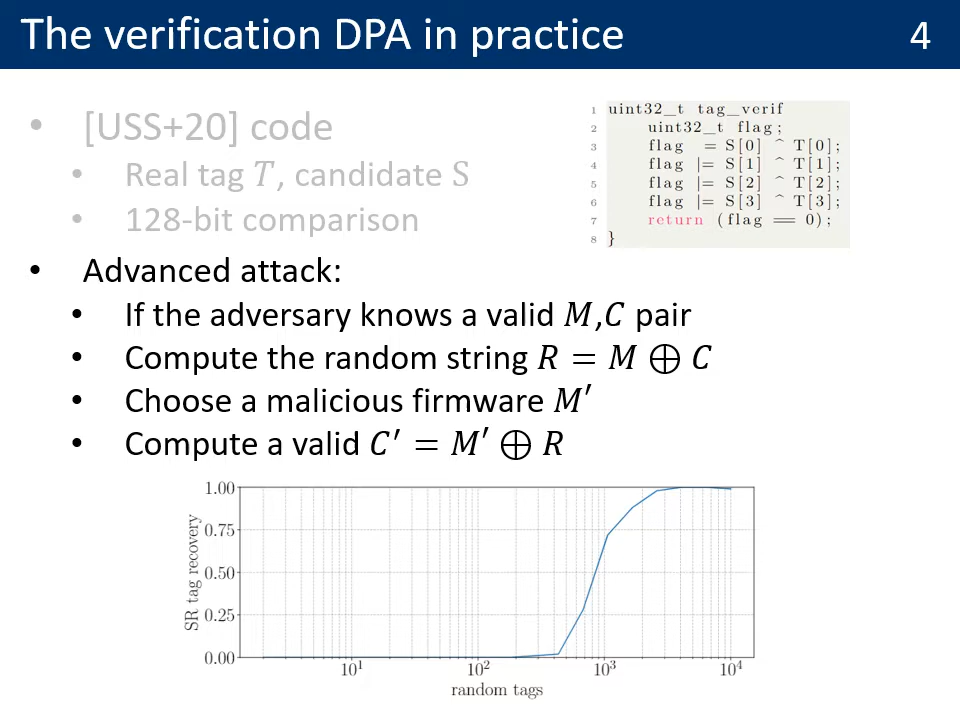 The verification DPA in practice 4
• [USS+20] code
• Real tag T, candidate S
• 128-bit comparison
1 uint32_t tag_verif
2 uint32_t flag;
3 flag = S[0] ^ T[0];
4 flag |= S[1] ^ T[1];
5 flag |= S[2] ^ T[2];
6 flag |= S[3] ^ T[3];
7 return (flag == 0);
8 }
• Advanced attack:
• If the adversary knows a valid M,C pair
• Compute the random string R = M ⊕ C
• Choose a malicious firmware M′
• Compute a valid C′ = M′ ⊕ R
SR tag recovery
1.00
0.75
0.50
0.25
0.00
10¹ 10² 10³ 10⁴
random tags